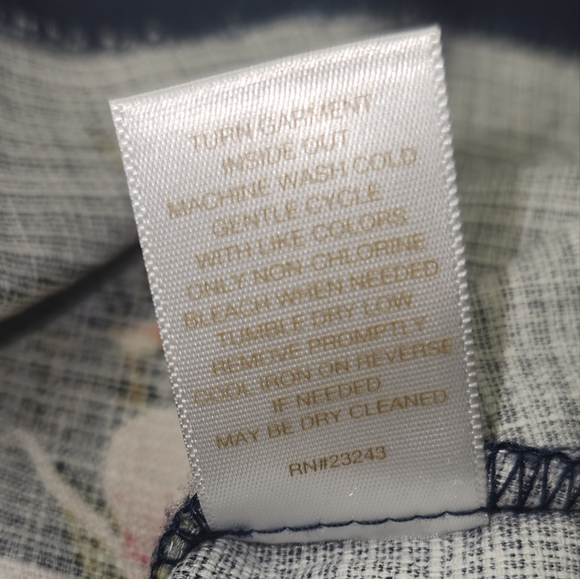 TURN GARMENT
INSIDE OUT
MACHINE WASH COLD
GENTLE CYCLE
WITH LIKE COLORS
ONLY NON-CHLORINE
BLEACH WHEN NEEDED
TUMBLE DRY LOW
REMOVE PROMPTLY
COOL IRON ON REVERSE
IF NEEDED
MAY BE DRY CLEANED
RN#23243